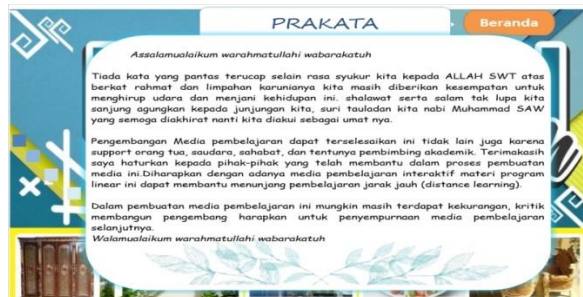 PRAKATA
Beranda
Assalamualaikum warahmatullahi wabarakatuh
Tiada kata yang pantas terucap selain rasa syukur kita kepada ALLAH SWT atas
berkat rahmat dan limpahan karunianya kita masih diberikan kesempatan untuk
menghirup udara dan menjani kehidupan ini. shalawat serta salam tak lupa kita
sanjung agungkan kepada junjungan kita, suri tauladan kita nabi Muhammad SAW
yang semoga diakhirat nanti kita diakui sebagai umat nya.
Pengembangan Media pembelajaran dapat terselesaikan ini tidak lain juga karena
support orang tua, saudara, sahabat, dan tentunya pembimbing akademik. Terimakasih
saya haturkan kepada pihak-pihak yang telah membantu dalam proses pembuatan
media ini.Diharapkan dengan adanya media pembelajaran interaktif materi program
linear ini dapat membantu menunjang pembelajaran jarak jauh (distance learning).
Dalam pembuatan media pembelajaran ini mungkin masih terdapat kekurangan, kritik
membangun pengembang harapkan untuk penyempurnaan media pembelajaran
selanjutnya.
Walamualaikum warahmatullahi wabarakatuh